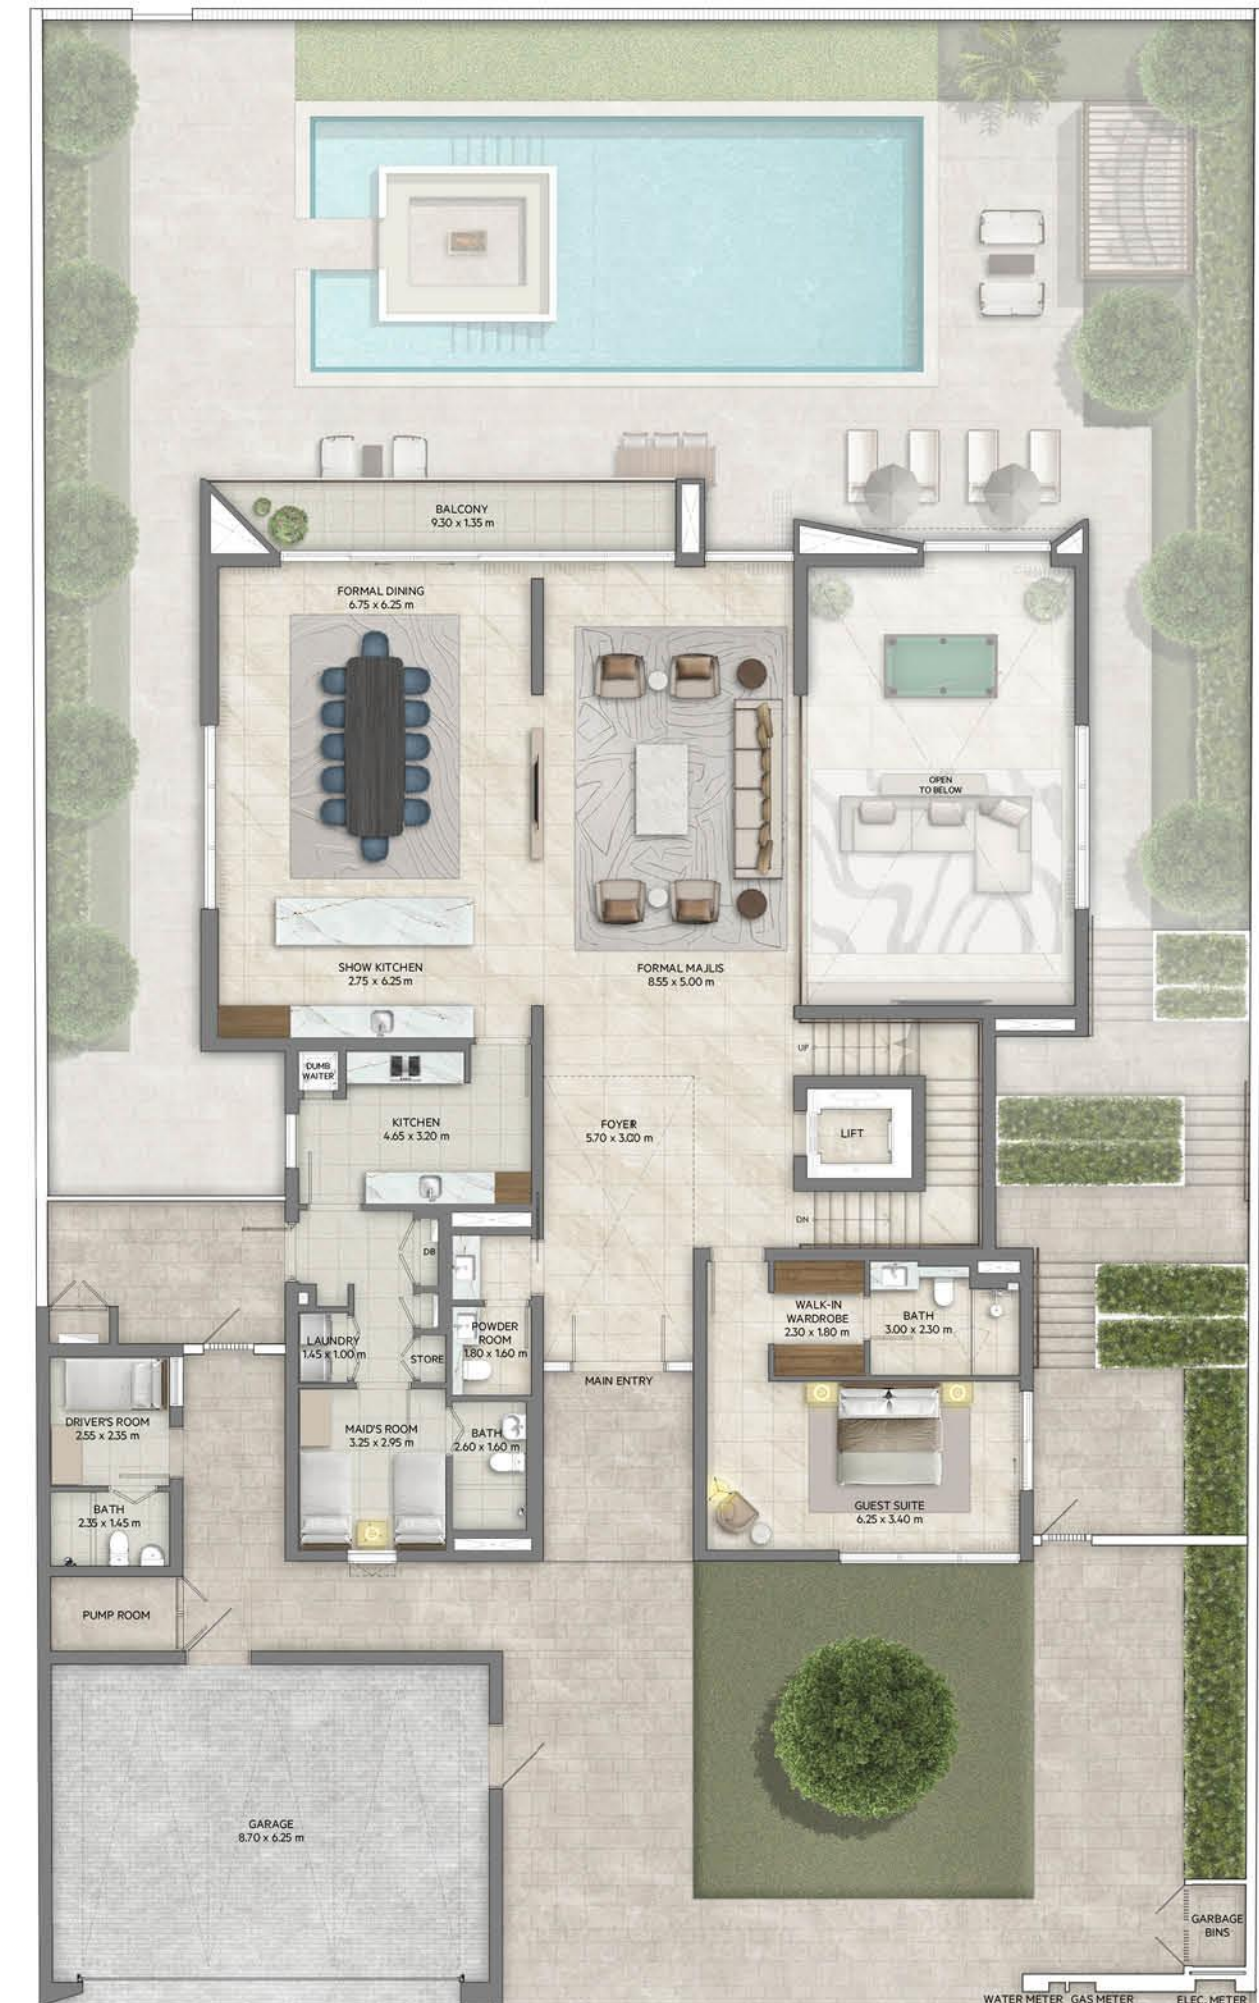 BALCONY
9.30 x 1.35 m
FORMAL DINING
6.75 x 6.25 m
OPEN
TO BELOW
SHOW KITCHEN
2.75 x 6.25 m
FORMAL MAJLIS
8.55 x 5.00 m
UP
DUMB
WAITER
KITCHEN
4.65 x 3.20 m
FOYER
5.70 x 3.00 m
LIFT
DN
DB
WALK-IN
WARDROBE
2.30 x 1.80 m
BATH
3.00 x 2.30 m
LAUNDRY
1.45 x 1.00 m
STORE
POWDER
ROOM
1.80 x 1.60 m
MAIN ENTRY
DRIVER'S ROOM
2.55 x 2.35 m
MAID'S ROOM
3.25 x 2.95 m
BATH
2.60 x 1.60 m
GUEST SUITE
6.25 x 3.40 m
BATH
2.35 x 1.45 m
PUMP ROOM
GARAGE
8.70 x 6.25 m
GARBAGE
BINS
WATER METER GAS METER ELEC. METER